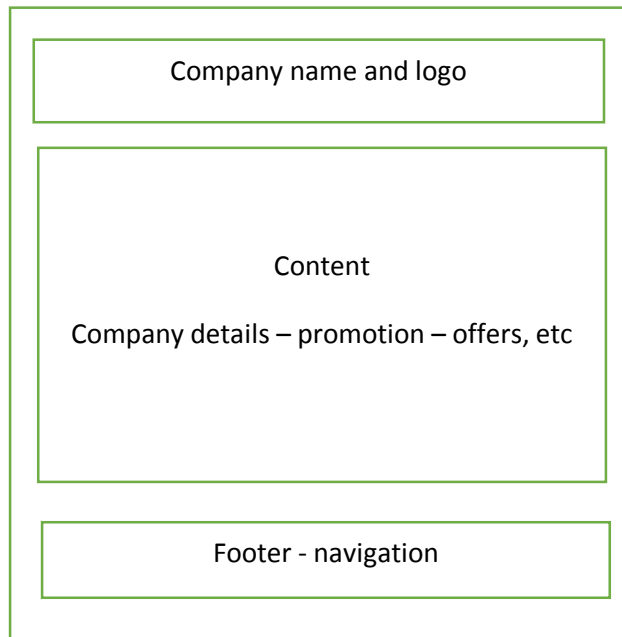 Company name and logo
Content
Company details – promotion – offers, etc
Footer - navigation